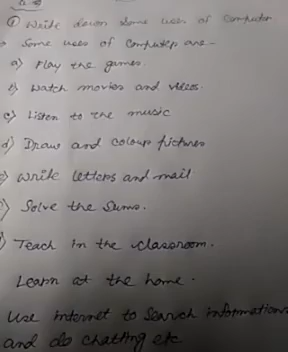 ① Write down some uses of Computer
Some uses of Computers are-
a) Play the games.
b) Watch movies and videos.
c) Listen to the music
d) Draw and colour pictures
e) Write letters and mail
Solve the Sums.
Teach in the classroom.
Learn at the home.
Use internet to Search informations
and do chatting etc